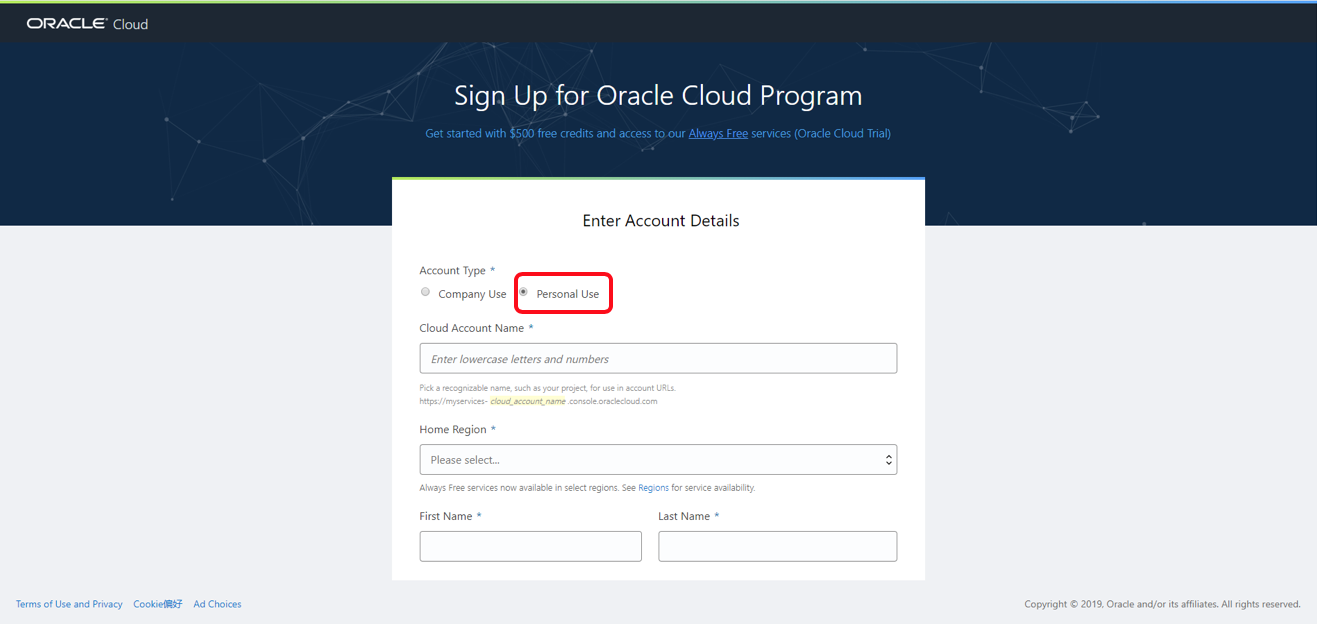 ORACLE Cloud
Sign Up for Oracle Cloud Program
Get started with $500 free credits and access to our Always Free services (Oracle Cloud Trial)
Enter Account Details
Account Type *
Company Use Personal Use
Cloud Account Name *
Enter lowercase letters and numbers
Pick a recognizable name, such as your project, for use in account URLs.
https://myservices- cloud_account_name .console.oraclecloud.com
Home Region *
Please select...
Always Free services now available in select regions. See Regions for service availability.
First Name * Last Name *
Terms of Use and Privacy Cookie偏好 Ad Choices Copyright © 2019, Oracle and/or its affiliates. All rights reserved.